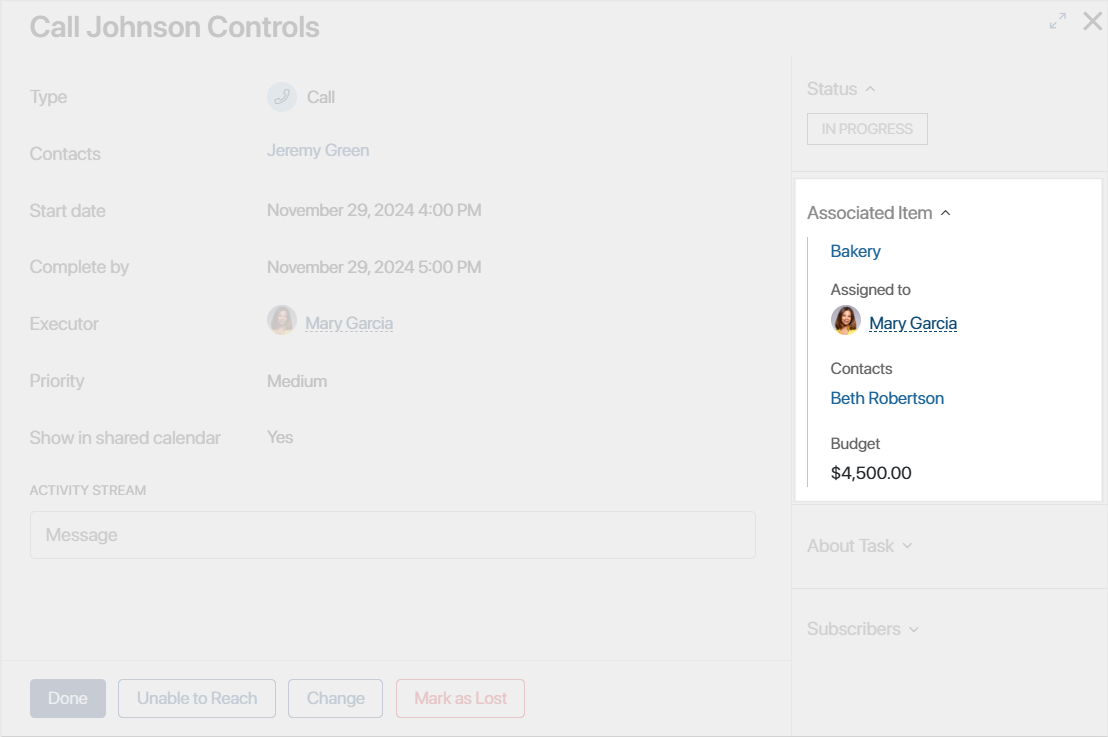 Call Johnson Controls
Type
Call
Contacts
Jeremy Green
Start date
November 29, 2024 4:00 PM
Complete by
November 29, 2024 5:00 PM
Executor
Mary Garcia
Priority
Medium
Show in shared calendar
Yes
ACTIVITY STREAM
Message
Done
Unable to Reach
Change
Mark as Lost
Status
IN PROGRESS
Associated Item
Bakery
Assigned to
Mary Garcia
Contacts
Beth Robertson
Budget
$4,500.00
About Task
Subscribers